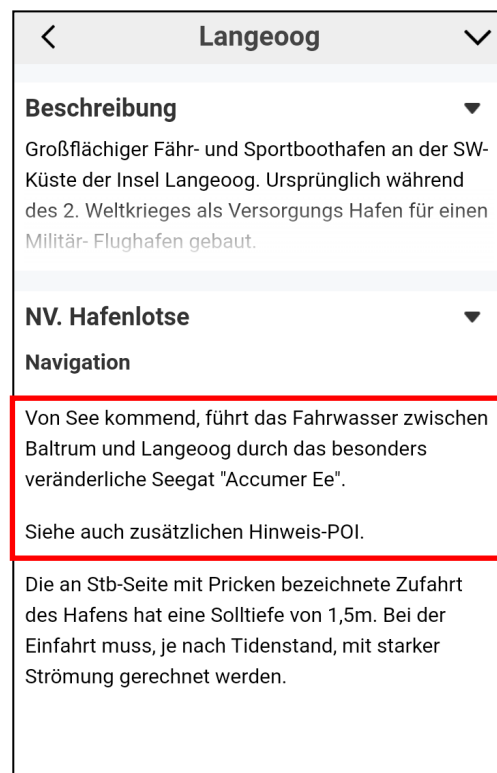 Langeoog
Beschreibung
Großflächiger Fähr- und Sportboothafen an der SW-
Küste der Insel Langeoog. Ursprünglich während
des 2. Weltkrieges als Versorgungs Hafen für einen
Militär- Flughafen gebaut.
NV. Hafenlotse
Navigation
Von See kommend, führt das Fahrwasser zwischen
Baltrum und Langeoog durch das besonders
veränderliche Seegat "Accumer Ee".
Siehe auch zusätzlichen Hinweis-POI.
Die an Stb-Seite mit Pricken bezeichnete Zufahrt
des Hafens hat eine Solltiefe von 1,5m. Bei der
Einfahrt muss, je nach Tidenstand, mit starker
Strömung gerechnet werden.